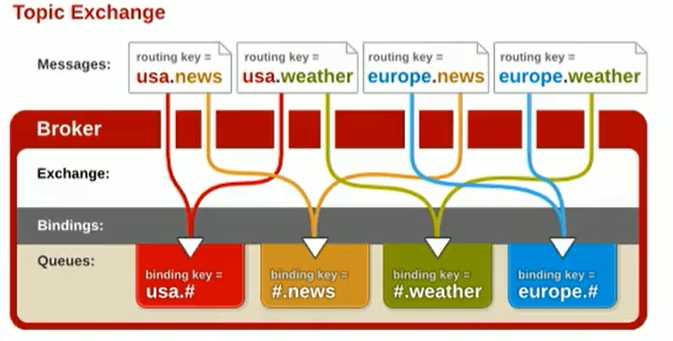 Topic Exchange
Messages:
routing key =
usa.news
routing key =
usa.weather
routing key =
europe.news
routing key =
europe.weather
Broker
Exchange:
Bindings:
Queues:
binding key =
usa.#
binding key =
#.news
binding key =
#.weather
binding key =
europe.#